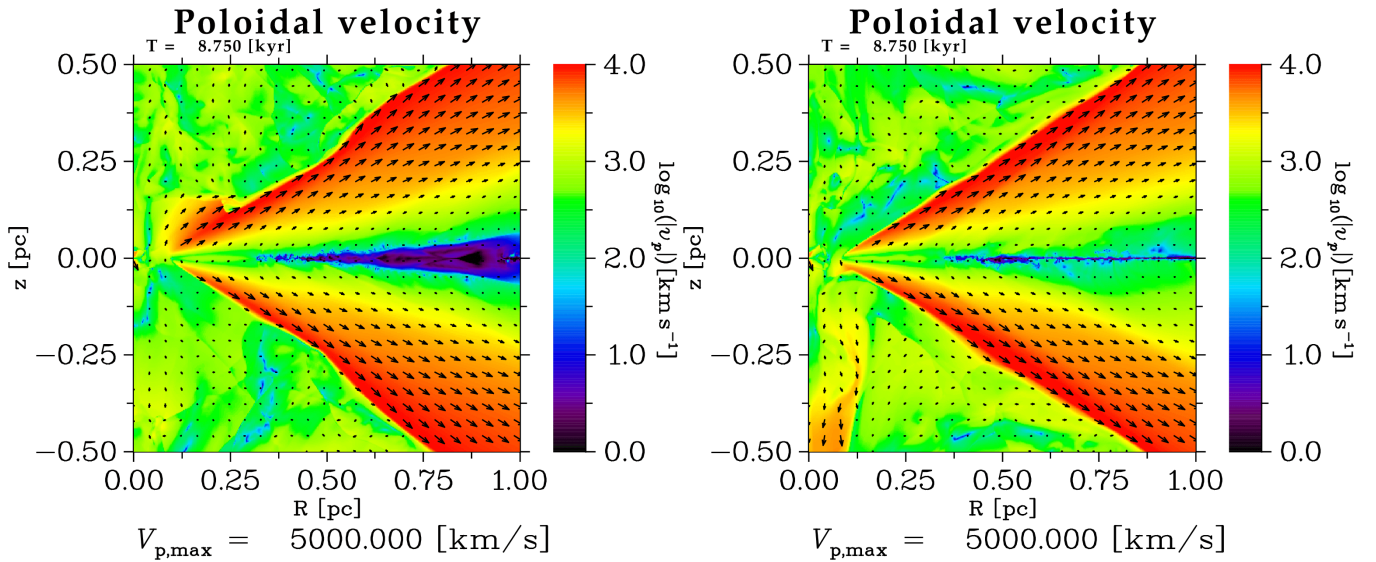 Poloidal velocity
T = 8.750 [kyr]
0.50
0.25
0.00
−0.25
−0.50
z [pc]
0.00 0.25 0.50 0.75 1.00
R [pc]
4.0
3.0
2.0
1.0
0.0
log₁₀(|vₚ|) [km s⁻¹]
Vp,max = 5000.000 [km/s]
Poloidal velocity
T = 8.750 [kyr]
0.50
0.25
0.00
−0.25
−0.50
z [pc]
0.00 0.25 0.50 0.75 1.00
R [pc]
4.0
3.0
2.0
1.0
0.0
log₁₀(|vₚ|) [km s⁻¹]
Vp,max = 5000.000 [km/s]